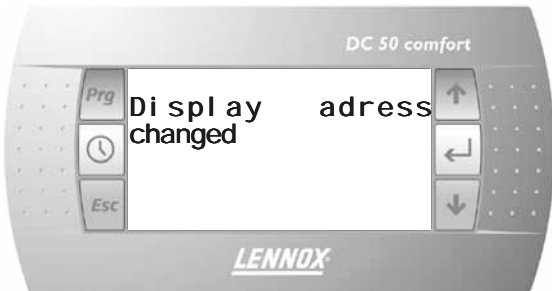 DC 50 comfort
Prg
Display adress
changed
Esc
LENNOX